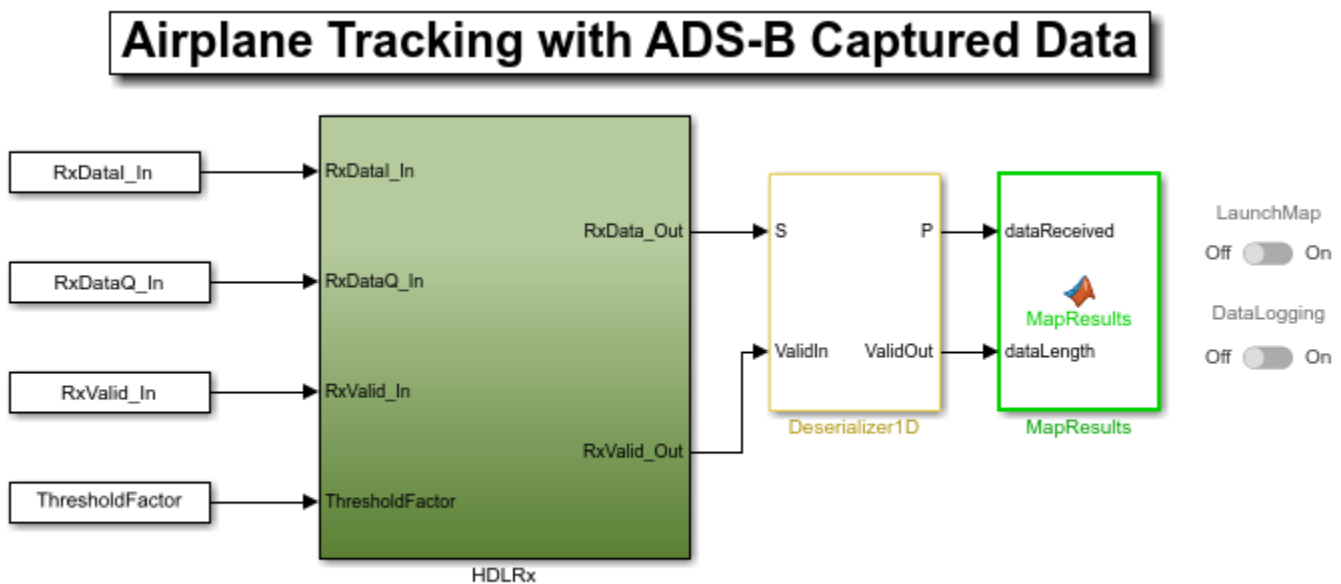 Airplane Tracking with ADS-B Captured Data
RxDataI_In
RxDataQ_In
RxValid_In
ThresholdFactor
RxDataI_In
RxDataQ_In
RxValid_In
ThresholdFactor
RxData_Out
RxValid_Out
HDLRx
S
ValidIn
P
ValidOut
Deserializer1D
dataReceived
MapResults
dataLength
MapResults
LaunchMap
Off On
DataLogging
Off On